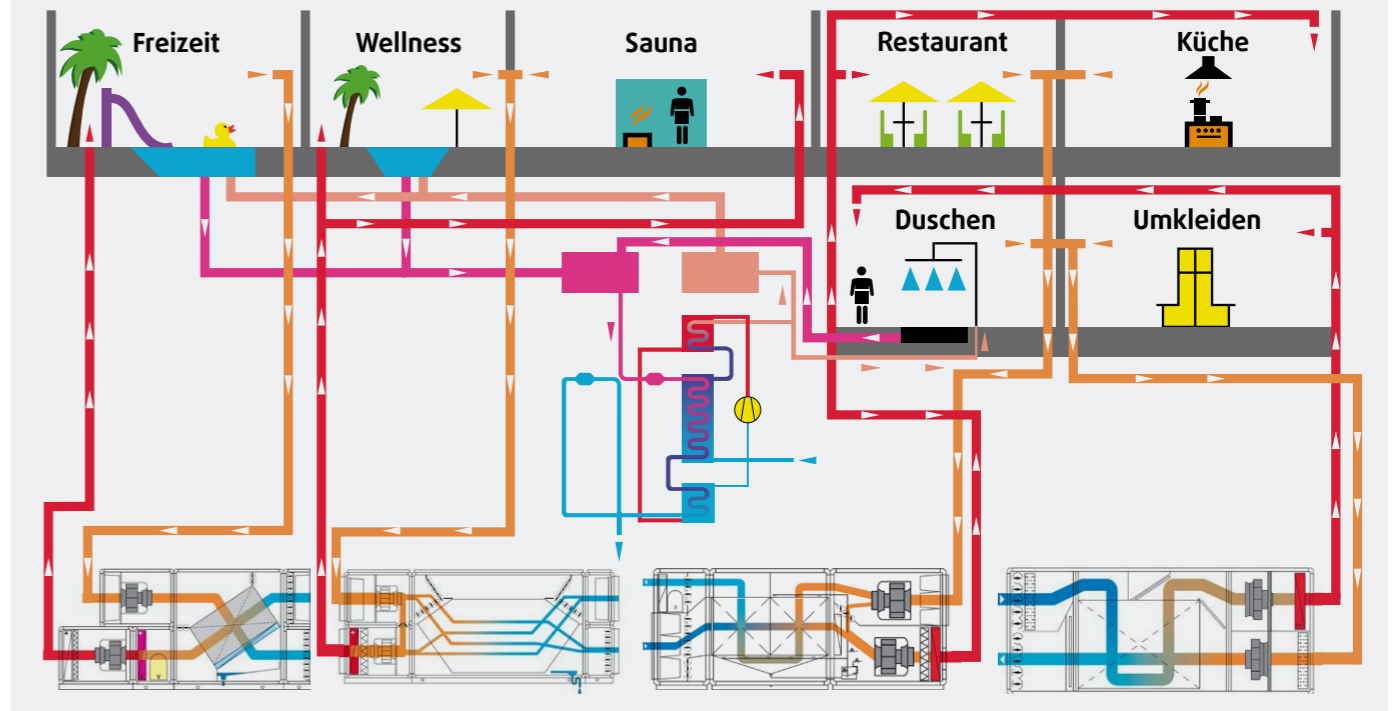 Freizeit
Wellness
Sauna
Restaurant
Küche
Duschen
Umkleiden